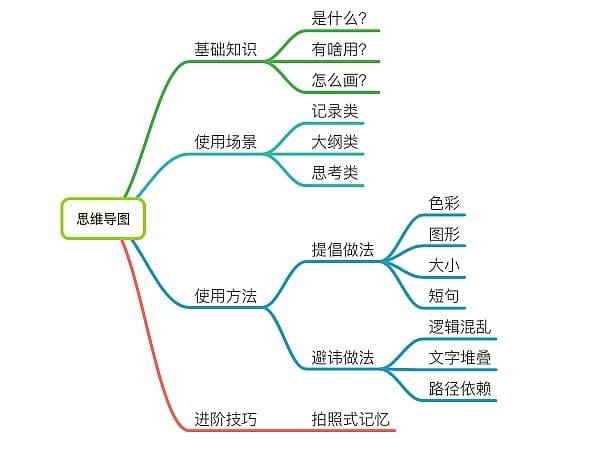 思维导图
基础知识
是什么?
有啥用?
怎么画?
使用场景
记录类
大纲类
思考类
使用方法
提倡做法
色彩
图形
大小
短句
避讳做法
逻辑混乱
文字堆叠
路径依赖
进阶技巧
拍照式记忆